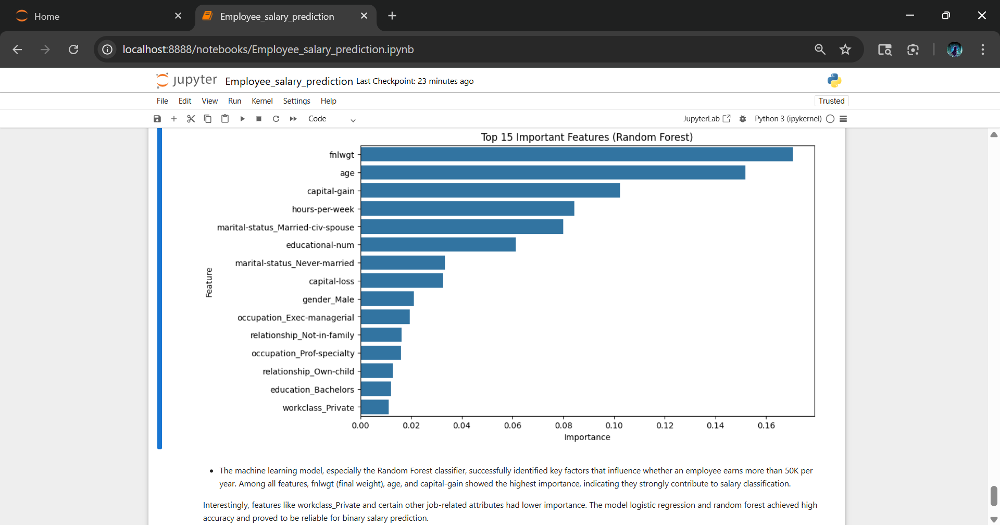 Home
Employee_salary_prediction
localhost:8888/notebooks/Employee_salary_prediction.ipynb
jupyter Employee_salary_prediction Last Checkpoint: 23 minutes ago
File Edit View Run Kernel Settings Help Trusted
Code JupyterLab Python 3 (ipykernel)
Top 15 Important Features (Random Forest)
fnlwgt
age
capital-gain
hours-per-week
marital-status_Married-civ-spouse
educational-num
marital-status_Never-married
capital-loss
gender_Male
occupation_Exec-managerial
relationship_Not-in-family
occupation_Prof-specialty
relationship_Own-child
education_Bachelors
workclass_Private
Feature
0.00 0.02 0.04 0.06 0.08 0.10 0.12 0.14 0.16
Importance
• The machine learning model, especially the Random Forest classifier, successfully identified key factors that influence whether an employee earns more than 50K per
year. Among all features, fnlwgt (final weight), age, and capital-gain showed the highest importance, indicating they strongly contribute to salary classification.
Interestingly, features like workclass_Private and certain other job-related attributes had lower importance. The model logistic regression and random forest achieved high
accuracy and proved to be reliable for binary salary prediction.